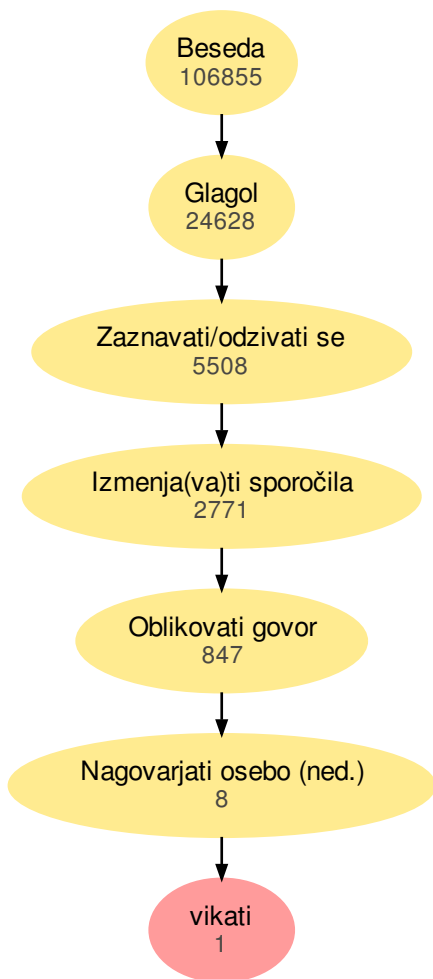 Beseda
106855
Glagol
24628
Zaznavati/odzivati se
5508
Izmenja(va)ti sporočila
2771
Oblikovati govor
847
Nagovarjati osebo (ned.)
8
vikati
1